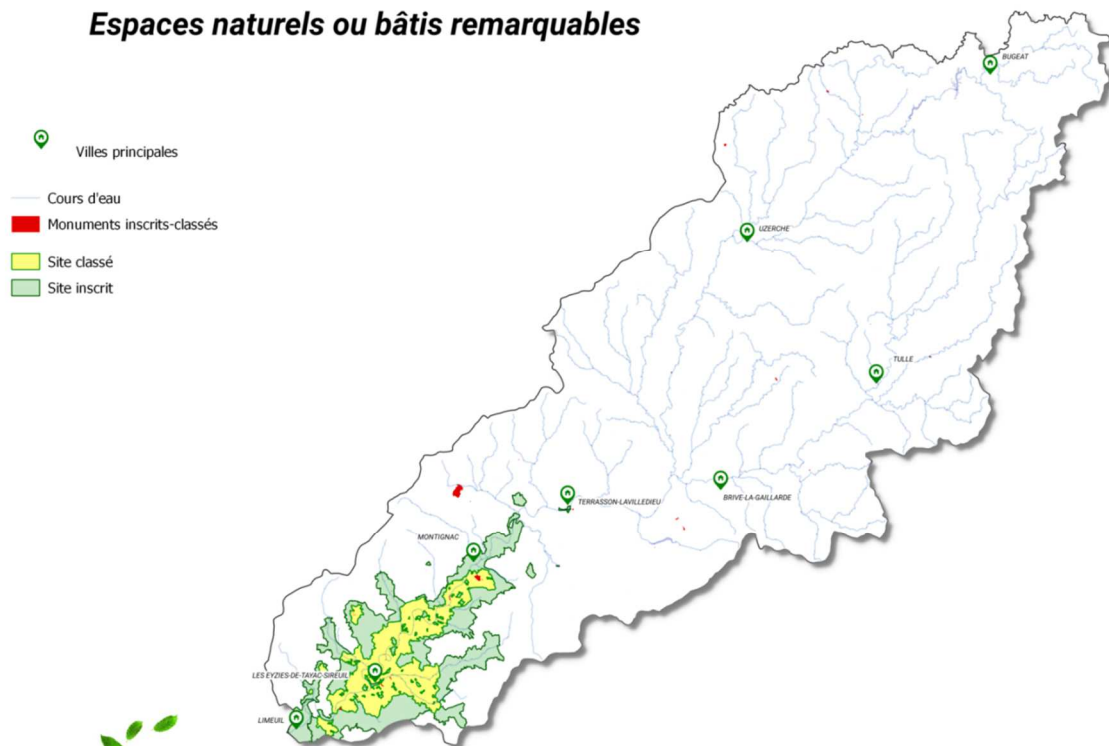 Espaces naturels ou bâtis remarquables
BUGEAT
Villes principales
Cours d'eau
Monuments inscrits-classés
UZERCHE
Site classé
Site inscrit
TULLE
TERRASSON-LAVILLEDIEU
BRIVE-LA-GAILLARDE
MONTIGNAC
LES EYZIES-DE-TAYAC-SIREUIL
LIMEUIL